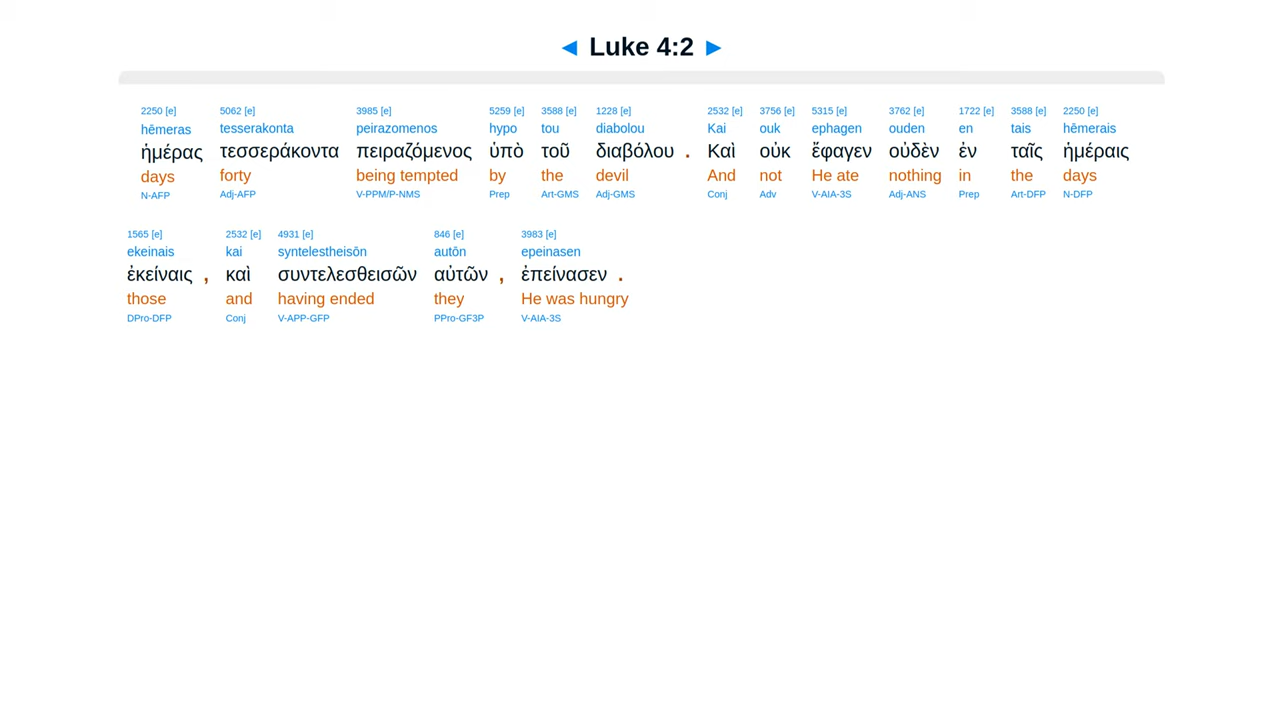 ◄ Luke 4:2 ►
2250 [e] 5062 [e] 3985 [e] 5259 [e] 3588 [e] 1228 [e] 2532 [e] 3756 [e] 5315 [e] 3762 [e] 1722 [e] 3588 [e] 2250 [e]
hēmeras tesserakonta peirazomenos hypo tou diabolou Kai ouk ephagen ouden en tais hēmerais
ἡμέρας τεσσεράκοντα πειραζόμενος ὑπὸ τοῦ διαβόλου . Καὶ οὐκ ἔφαγεν οὐδὲν ἐν ταῖς ἡμέραις
days forty being tempted by the devil And not He ate nothing in the days
N-AFP Adj-AFP V-PPM/P-NMS Prep Art-GMS Adj-GMS Conj Adv V-AIA-3S Adj-ANS Prep Art-DFP N-DFP
1565 [e] 2532 [e] 4931 [e] 846 [e] 3983 [e]
ekeinais kai syntelestheisōn autōn epeinasen
ἐκείναις , καὶ συντελεσθεισῶν αὐτῶν , ἐπείνασεν .
those and having ended they He was hungry
DPro-DFP Conj V-APP-GFP PPro-GF3P V-AIA-3S